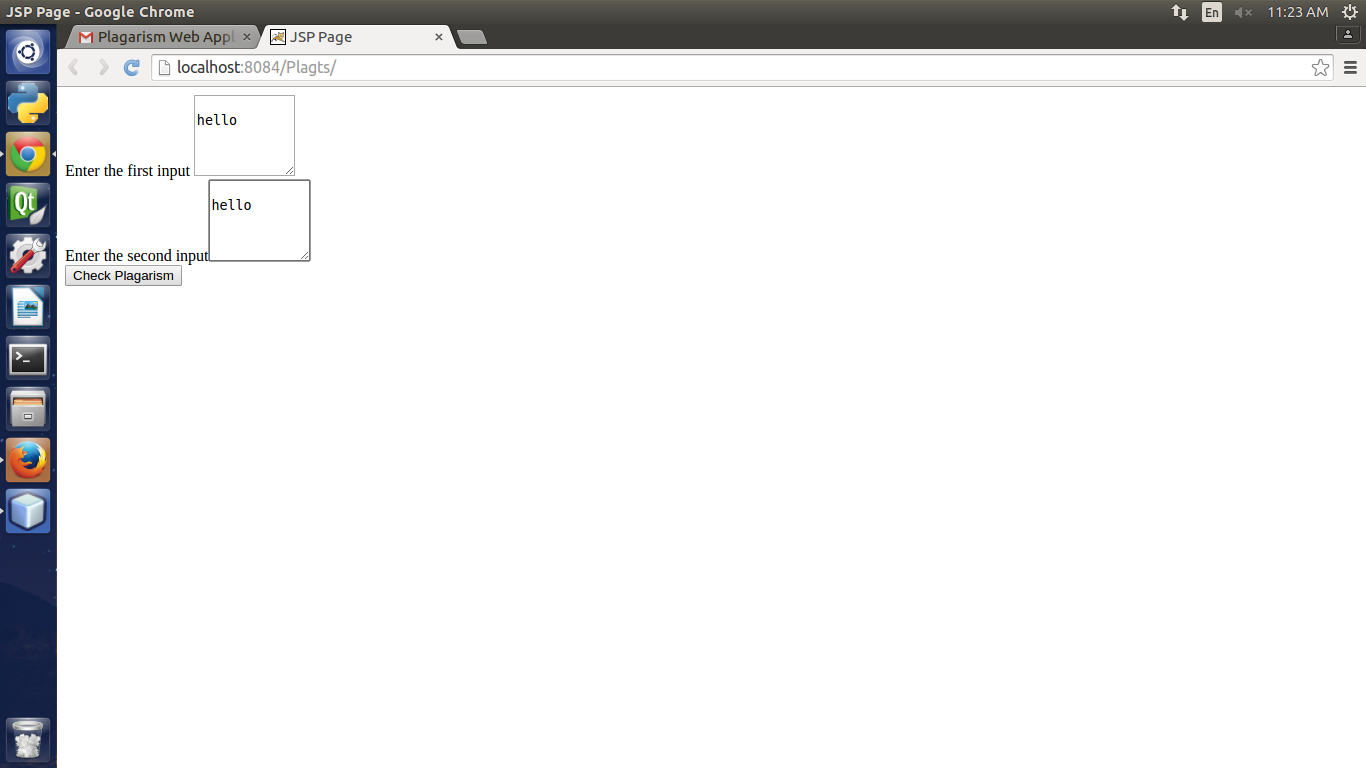 JSP Page - Google Chrome
En
11:23 AM
Plagarism Web Appl
JSP Page
localhost:8084/Plagts/
hello
Enter the first input
hello
Enter the second input
Check Plagarism
Qt
>_